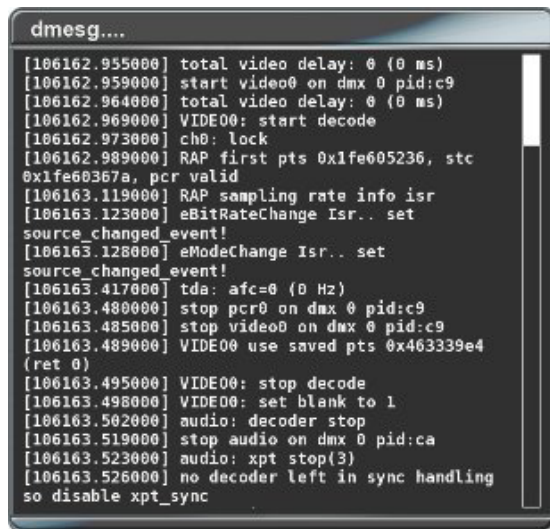 dmesg....
[106162.955000] total video delay: 0 (0 ms)
[106162.959000] start video0 on dmx 0 pid:c9
[106162.964000] total video delay: 0 (0 ms)
[106162.969000] VIDEO0: start decode
[106162.973000] ch0: lock
[106162.989000] RAP first pts 0x1fe605236, stc
0x1fe60367a, pcr valid
[106163.119000] RAP sampling rate info isr
[106163.123000] eBitRateChange Isr.. set
source_changed_event!
[106163.128000] eModeChange Isr.. set
source_changed_event!
[106163.417000] tda: afc=0 (0 Hz)
[106163.480000] stop pcr0 on dmx 0 pid:c9
[106163.485000] stop video0 on dmx 0 pid:c9
[106163.489000] VIDEO0 use saved pts 0x463339e4
(ret 0)
[106163.495000] VIDEO0: stop decode
[106163.498000] VIDEO0: set blank to 1
[106163.502000] audio: decoder stop
[106163.519000] stop audio on dmx 0 pid:ca
[106163.523000] audio: xpt stop(3)
[106163.526000] no decoder left in sync handling
so disable xpt_sync